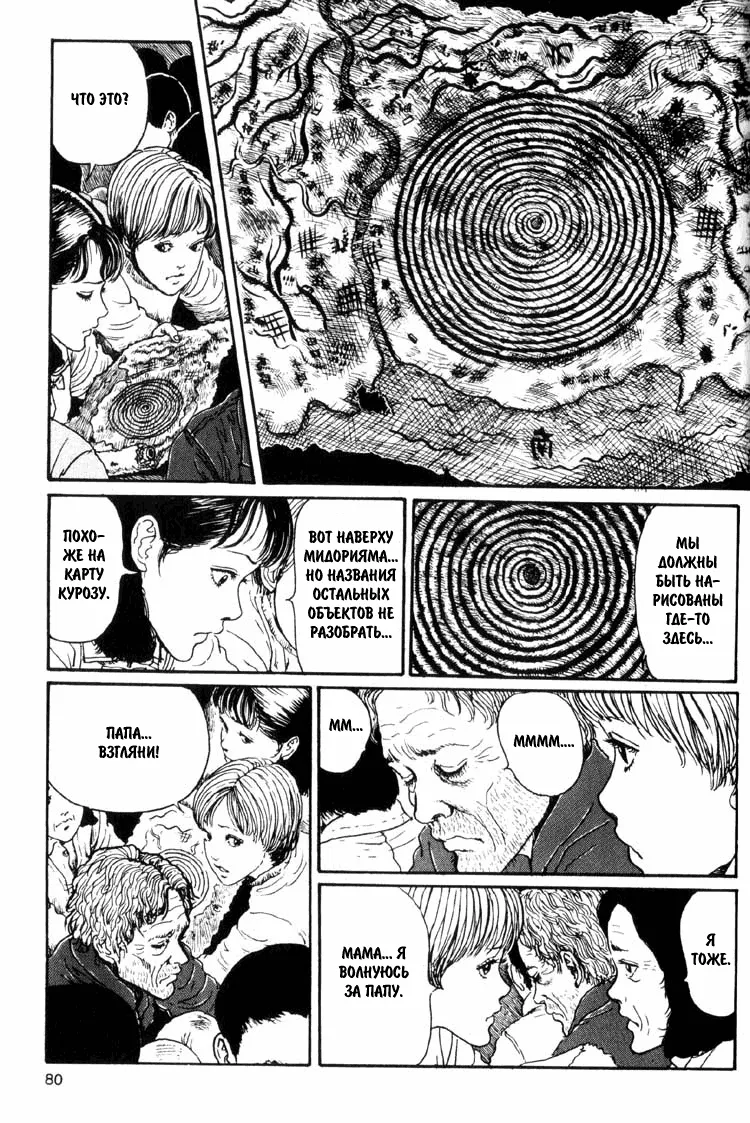 ЧТО ЭТО?
ПОХО-
ЖЕ НА
КАРТУ
КУРОЗУ.
ВОТ НАВЕРХУ
МИДОРИЯМА...
НО НАЗВАНИЯ
ОСТАЛЬНЫХ
ОБЪЕКТОВ НЕ
РАЗОБРАТЬ...
МЫ
ДОЛЖНЫ
БЫТЬ НА-
РИСОВАНЫ
ГДЕ-ТО
ЗДЕСЬ...
ПАПА...
ВЗГЛЯНИ!
ММ...
ММММ....
МАМА... Я
ВОЛНУЮСЬ
ЗА ПАПУ.
Я
ТОЖЕ.
80